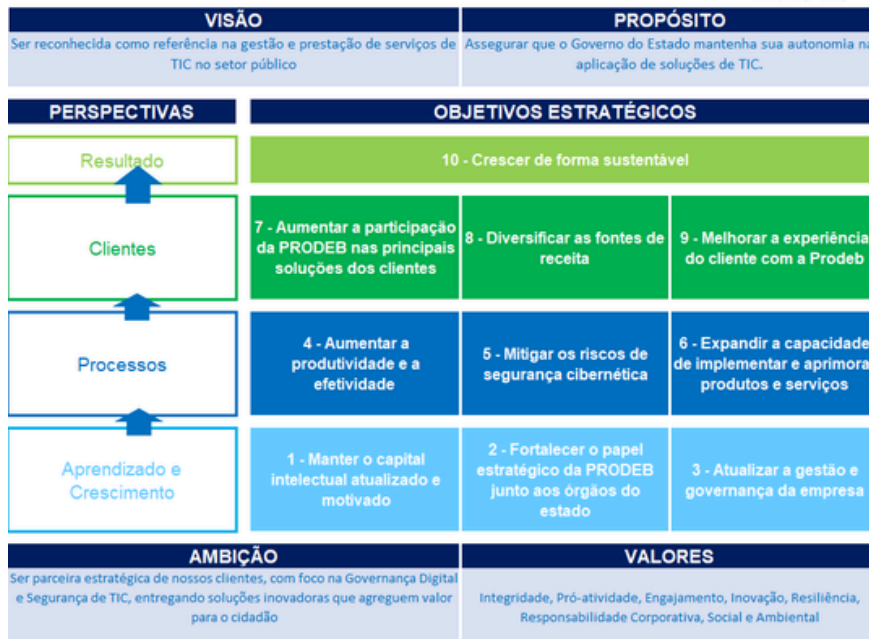 VISÃO
Ser reconhecida como referência na gestão e prestação de serviços de
TIC no setor público
PROPÓSITO
Assegurar que o Governo do Estado mantenha sua autonomia na
aplicação de soluções de TIC.
PERSPECTIVAS
OBJETIVOS ESTRATÉGICOS
Resultado
10 - Crescer de forma sustentável
Clientes
7 - Aumentar a participação
da PRODEB nas principais
soluções dos clientes
8 - Diversificar as fontes de
receita
9 - Melhorar a experiência
do cliente com a Prodeb
Processos
4 - Aumentar a
produtividade e a
efetividade
5 - Mitigar os riscos de
segurança cibernética
6 - Expandir a capacidade
de implementar e aprimora
produtos e serviços
Aprendizado e
Crescimento
1 - Manter o capital
intelectual atualizado e
motivado
2 - Fortalecer o papel
estratégico da PRODEB
junto aos órgãos do
estado
3 - Atualizar a gestão e
governança da empresa
AMBIÇÃO
Ser parceira estratégica de nossos clientes, com foco na Governança Digital
e Segurança de TIC, entregando soluções inovadoras que agreguem valor
para o cidadão
VALORES
Integridade, Pró-atividade, Engajamento, Inovação, Resiliência,
Responsabilidade Corporativa, Social e Ambiental